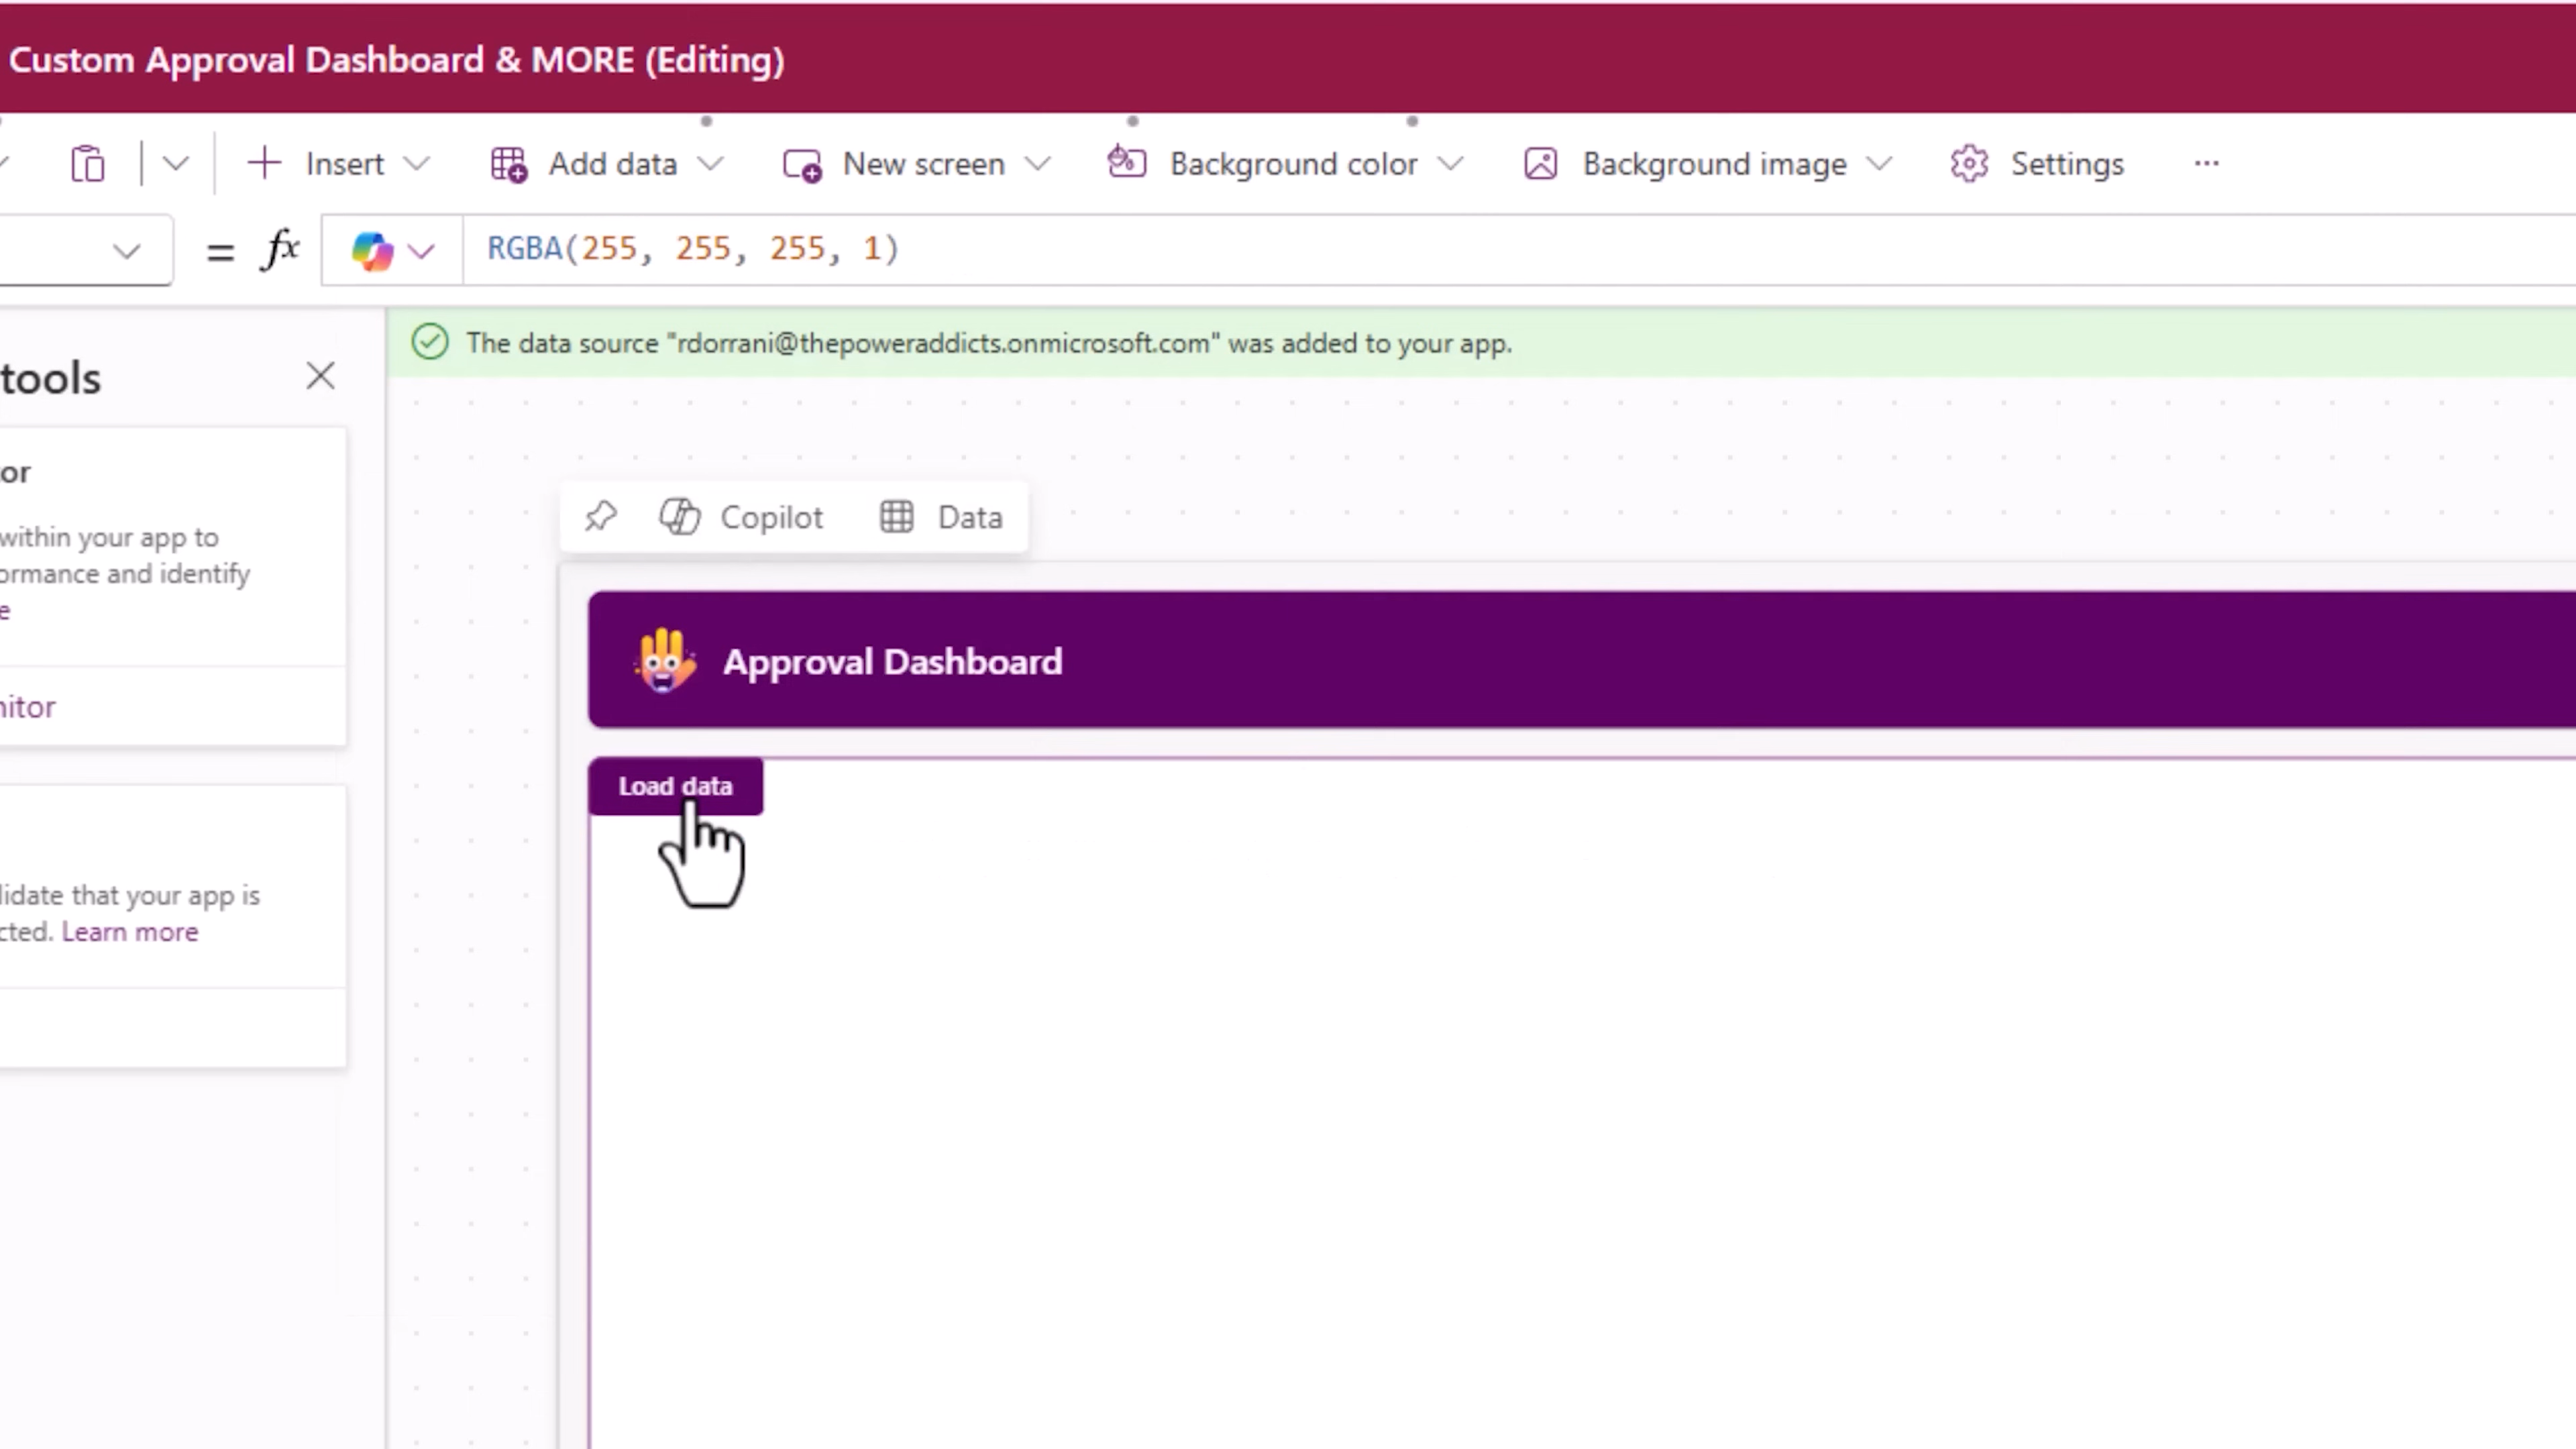 Custom Approval Dashboard & MORE (Editing)
Insert
Add data
New screen
Background color
Background image
Settings
...
= fx
RGBA(255, 255, 255, 1)
The data source "rdorrani@thepoweraddicts.onmicrosoft.com" was added to your app.
tools
or
within your app to
ormance and identify
e
nitor
lidate that your app is
cted. Learn more
Copilot
Data
Approval Dashboard
Load data